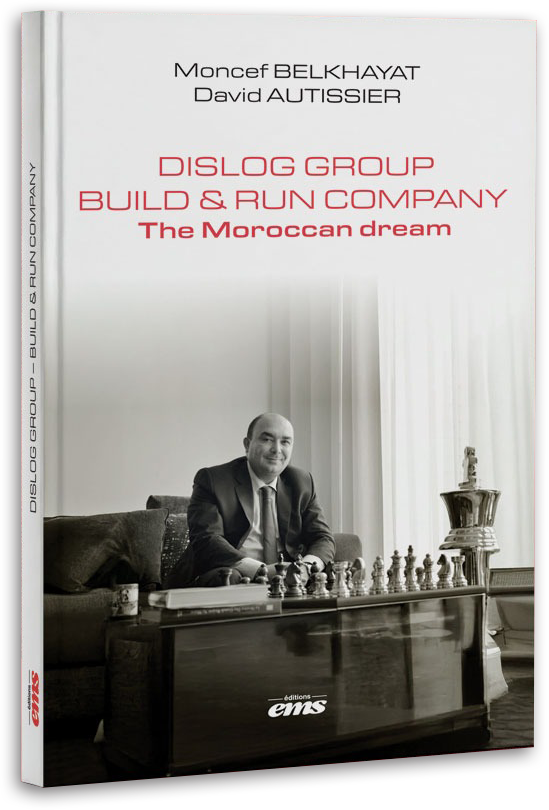 Moncef BELKHAYAT
David AUTISSIER
DISLOG GROUP
BUILD & RUN COMPANY
The Moroccan dream
DISLOG GROUP – BUILD & RUN COMPANY
éditions
ems
éditions
ems